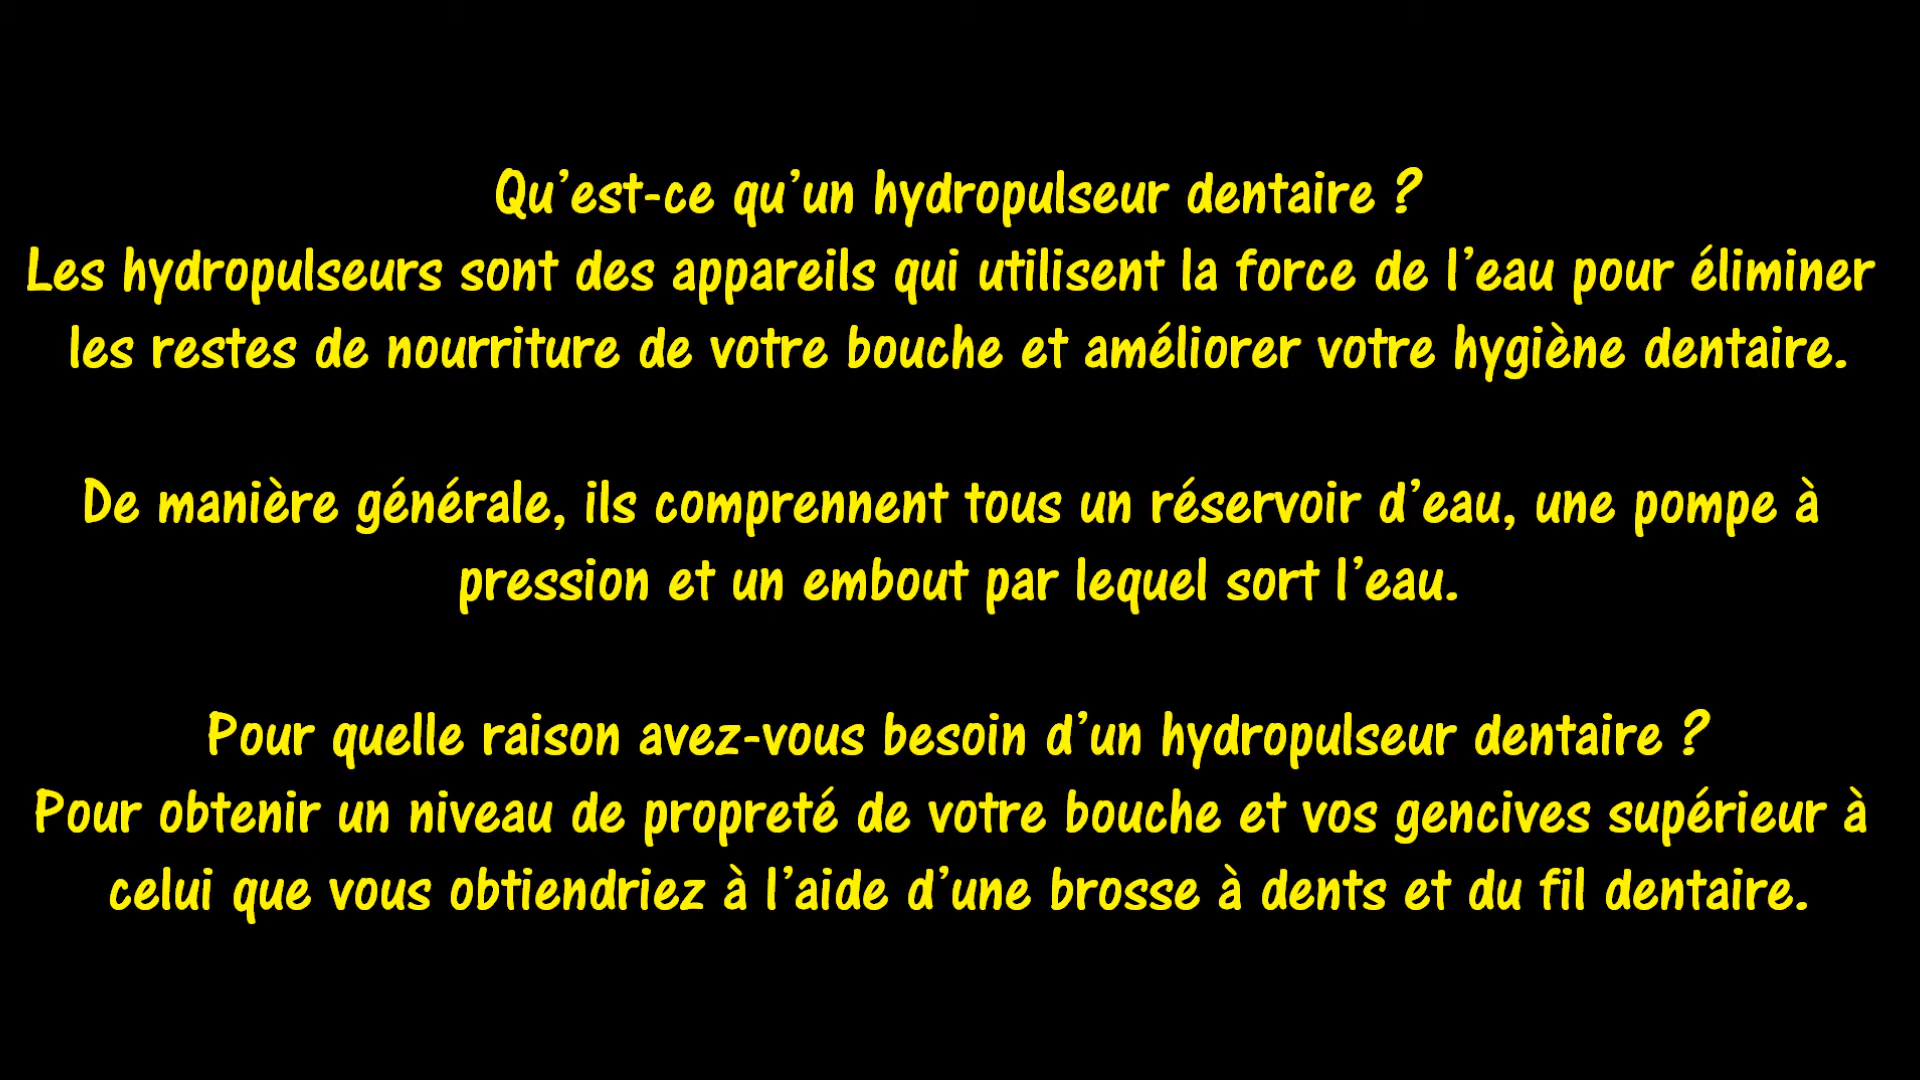 Qu’est-ce qu’un hydropulseur dentaire ?
Les hydropulseurs sont des appareils qui utilisent la force de l’eau pour éliminer
les restes de nourriture de votre bouche et améliorer votre hygiène dentaire.
De manière générale, ils comprennent tous un réservoir d’eau, une pompe à
pression et un embout par lequel sort l’eau.
Pour quelle raison avez-vous besoin d’un hydropulseur dentaire ?
Pour obtenir un niveau de propreté de votre bouche et vos gencives supérieur à
celui que vous obtiendriez à l’aide d’une brosse à dents et du fil dentaire.